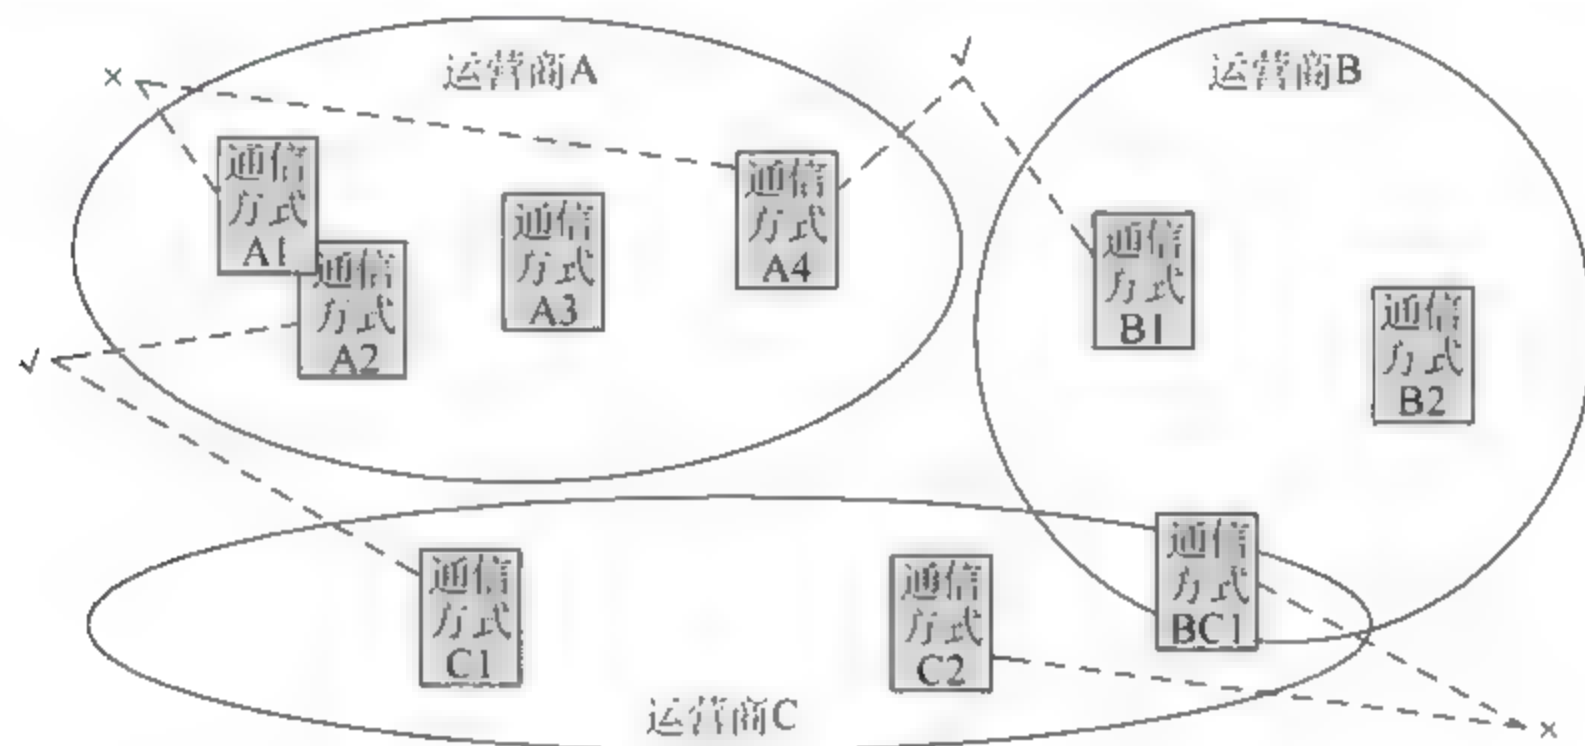 运营商A
运营商B
×
√
通信
方式
A1
通信
方式
A2
通信
方式
A3
通信
方式
A4
通信
方式
B1
通信
方式
B2
√
通信
方式
C1
通信
方式
C2
通信
方式
BC1
运营商C
×